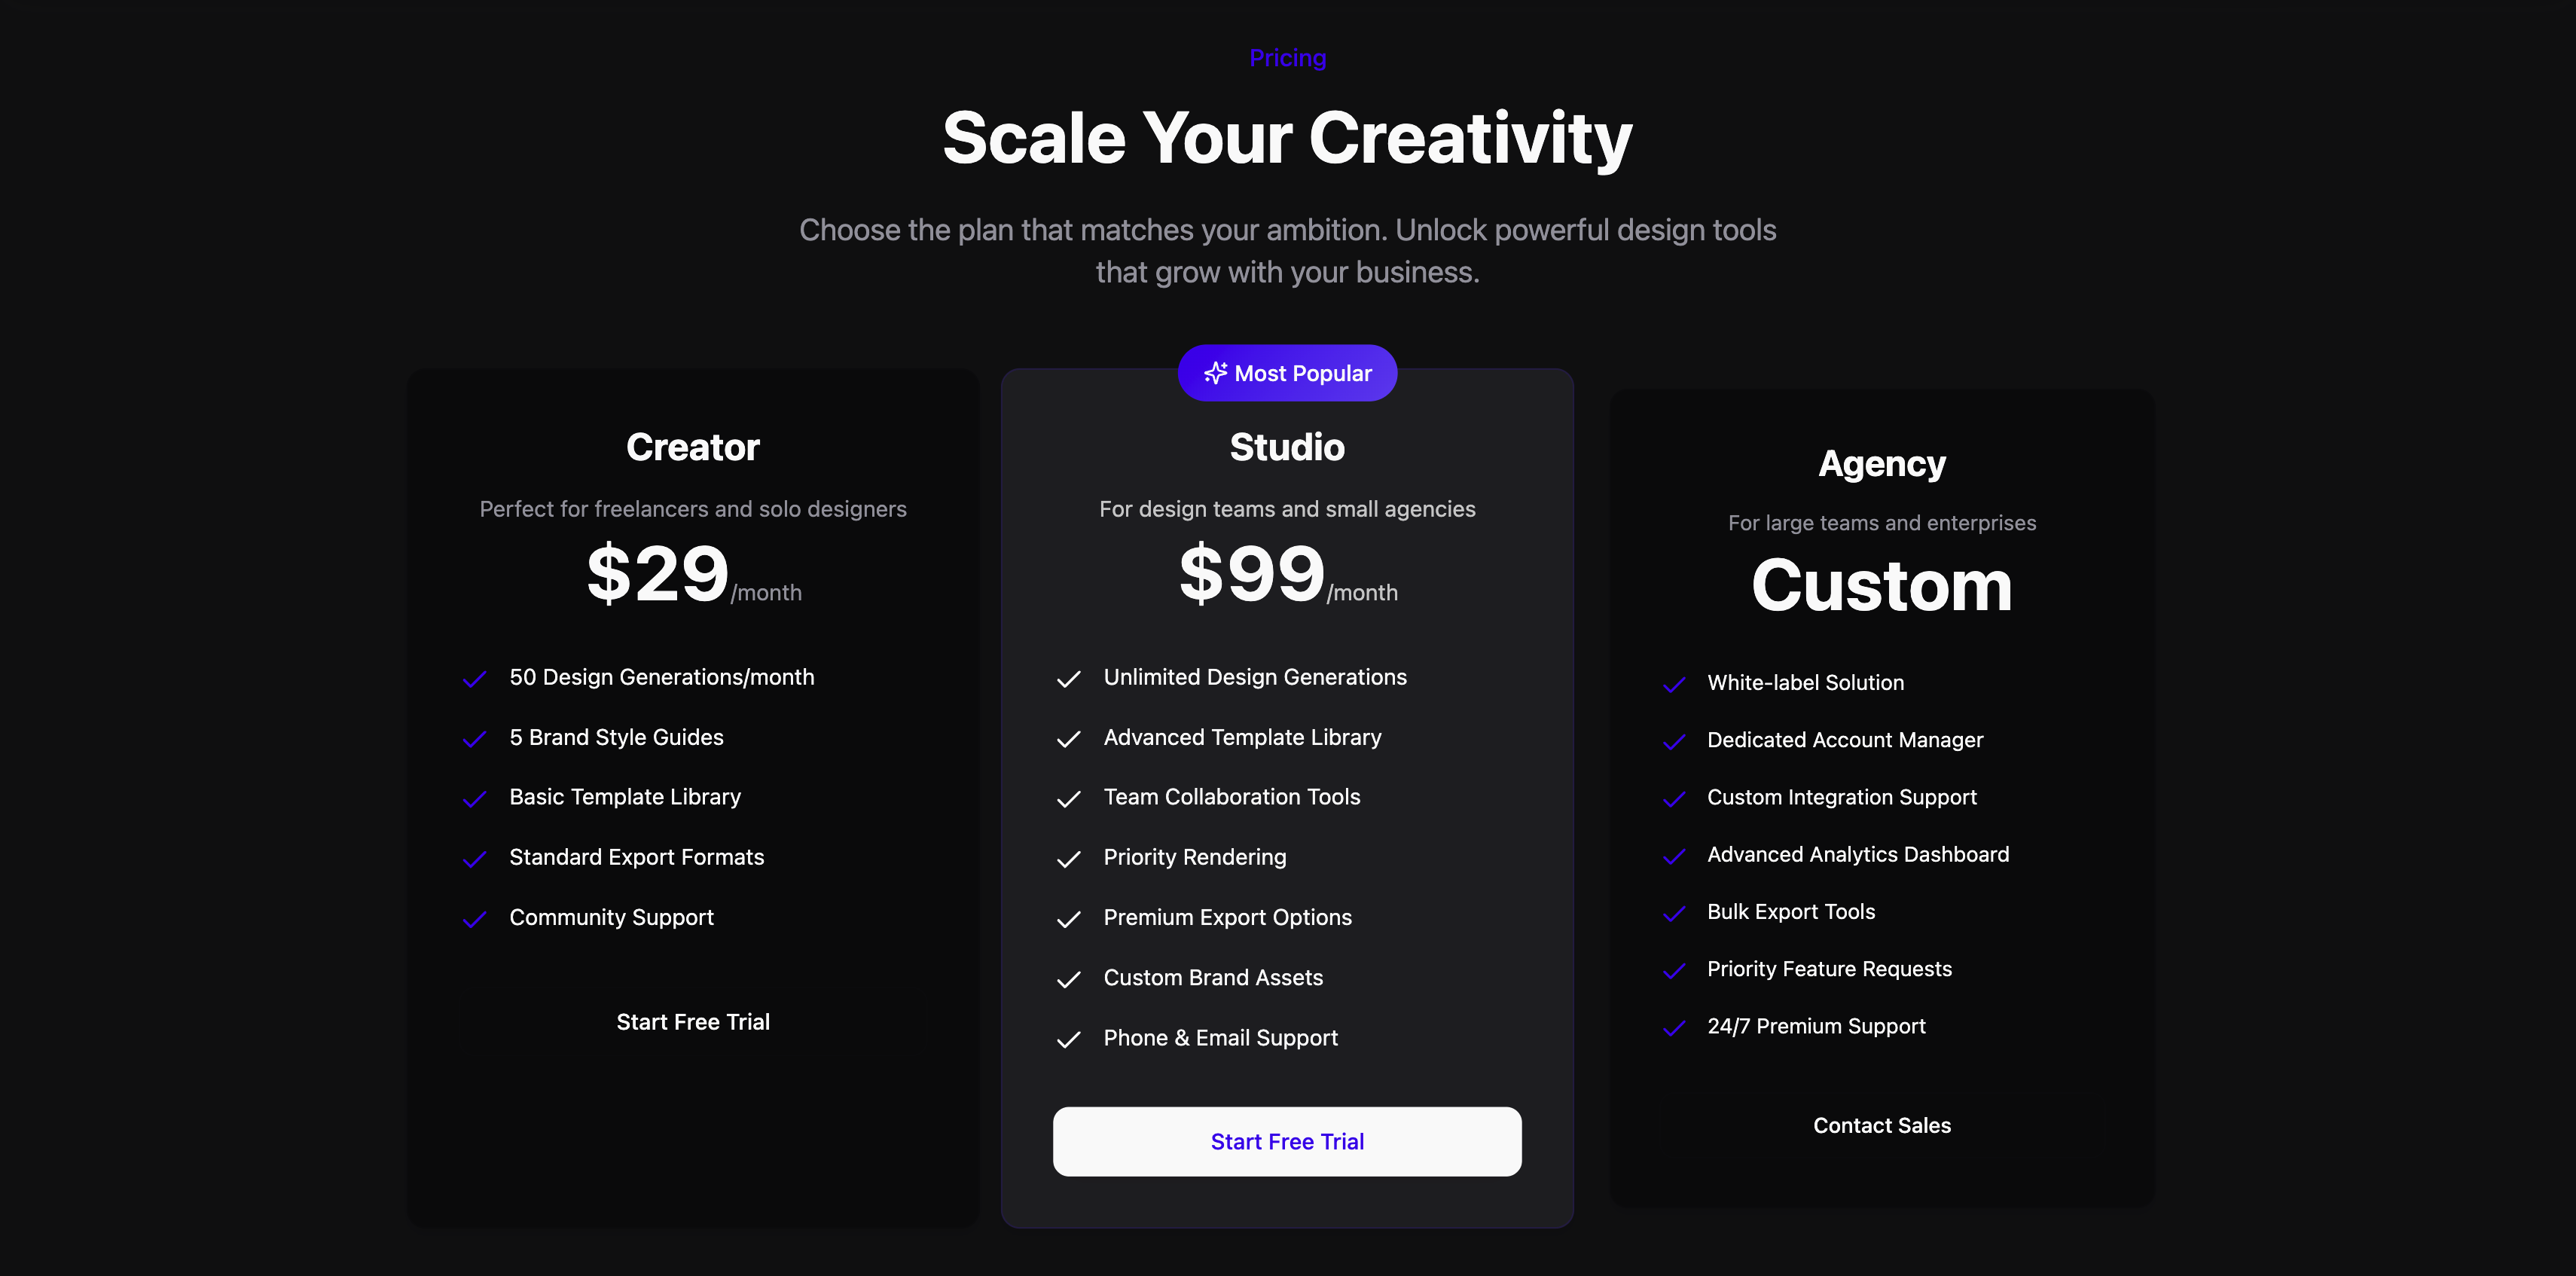 Pricing
Scale Your Creativity
Choose the plan that matches your ambition. Unlock powerful design tools
that grow with your business.
Creator
Perfect for freelancers and solo designers
$29/month
50 Design Generations/month
5 Brand Style Guides
Basic Template Library
Standard Export Formats
Community Support
Start Free Trial
Most Popular
Studio
For design teams and small agencies
$99/month
Unlimited Design Generations
Advanced Template Library
Team Collaboration Tools
Priority Rendering
Premium Export Options
Custom Brand Assets
Phone & Email Support
Start Free Trial
Agency
For large teams and enterprises
Custom
White-label Solution
Dedicated Account Manager
Custom Integration Support
Advanced Analytics Dashboard
Bulk Export Tools
Priority Feature Requests
24/7 Premium Support
Contact Sales